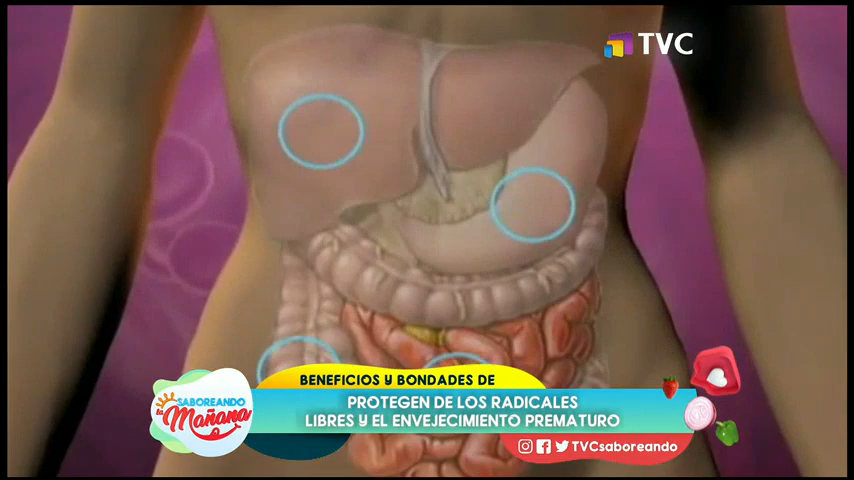 TVC
BENEFICIOS Y BONDADES DE
SABOREANDO
la
Mañana
PROTEGEN DE LOS RADICALES
LIBRES Y EL ENVEJECIMIENTO PREMATURO
TVCsaboreando